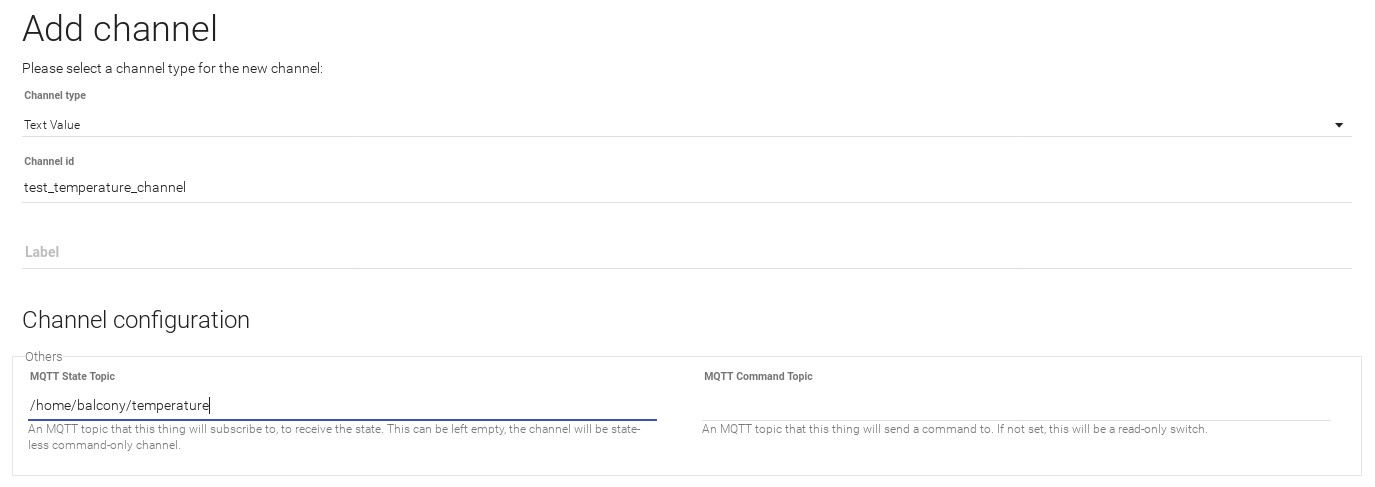 Add channel
Please select a channel type for the new channel:
Channel type
Text Value
Channel id
test_temperature_channel
Label
Channel configuration
Others
MQTT State Topic
/home/balcony/temperature
An MQTT topic that this thing will subscribe to, to receive the state. This can be left empty, the channel will be state-
less command-only channel.
MQTT Command Topic
An MQTT topic that this thing will send a command to. If not set, this will be a read-only switch.